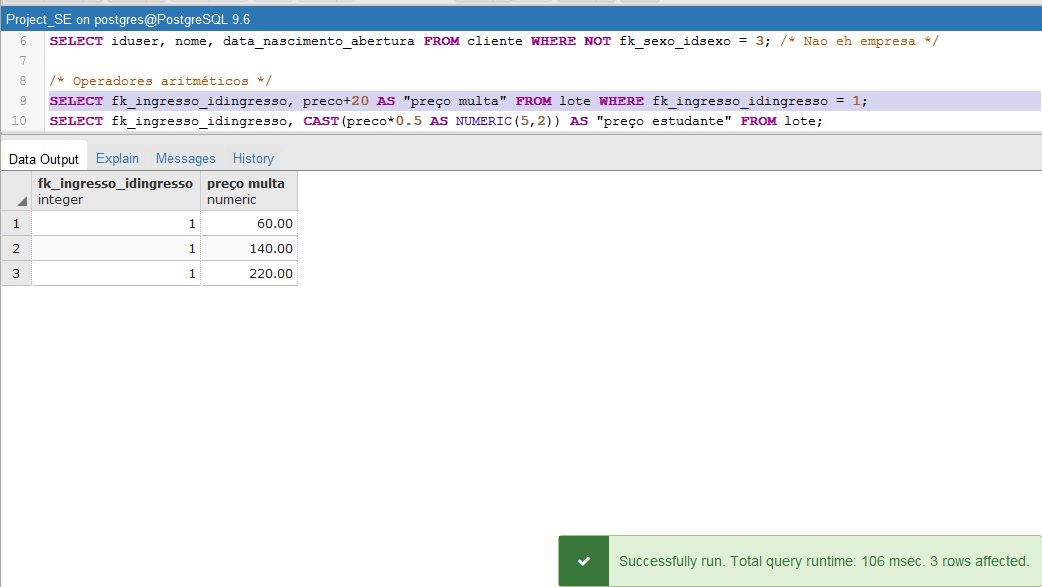 Project_SE on postgres@PostgreSQL 9.6
6 SELECT iduser, nome, data_nascimento_abertura FROM cliente WHERE NOT fk_sexo_idsexo = 3; /* Nao eh empresa */
7
8 /* Operadores aritméticos */
9 SELECT fk_ingresso_idingresso, preco+20 AS "preço multa" FROM lote WHERE fk_ingresso_idingresso = 1;
10 SELECT fk_ingresso_idingresso, CAST(preco*0.5 AS NUMERIC(5,2)) AS "preço estudante" FROM lote;
Data Output Explain Messages History
fk_ingresso_idingresso preço multa
integer numeric
1 1 60.00
2 1 140.00
3 1 220.00
Successfully run. Total query runtime: 106 msec. 3 rows affected.